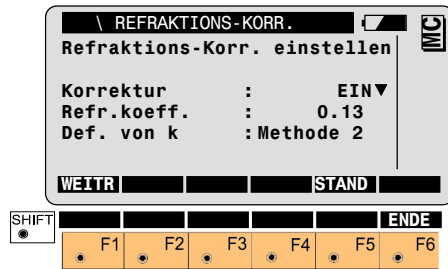 \ REFRAKTIONS-KORR.
MC
Refraktions-Korr. einstellen
Korrektur : EIN▼
Refr.koeff. : 0.13
Def. von k :Methode 2
WEITR STAND
SHIFT ENDE
F1 F2 F3 F4 F5 F6